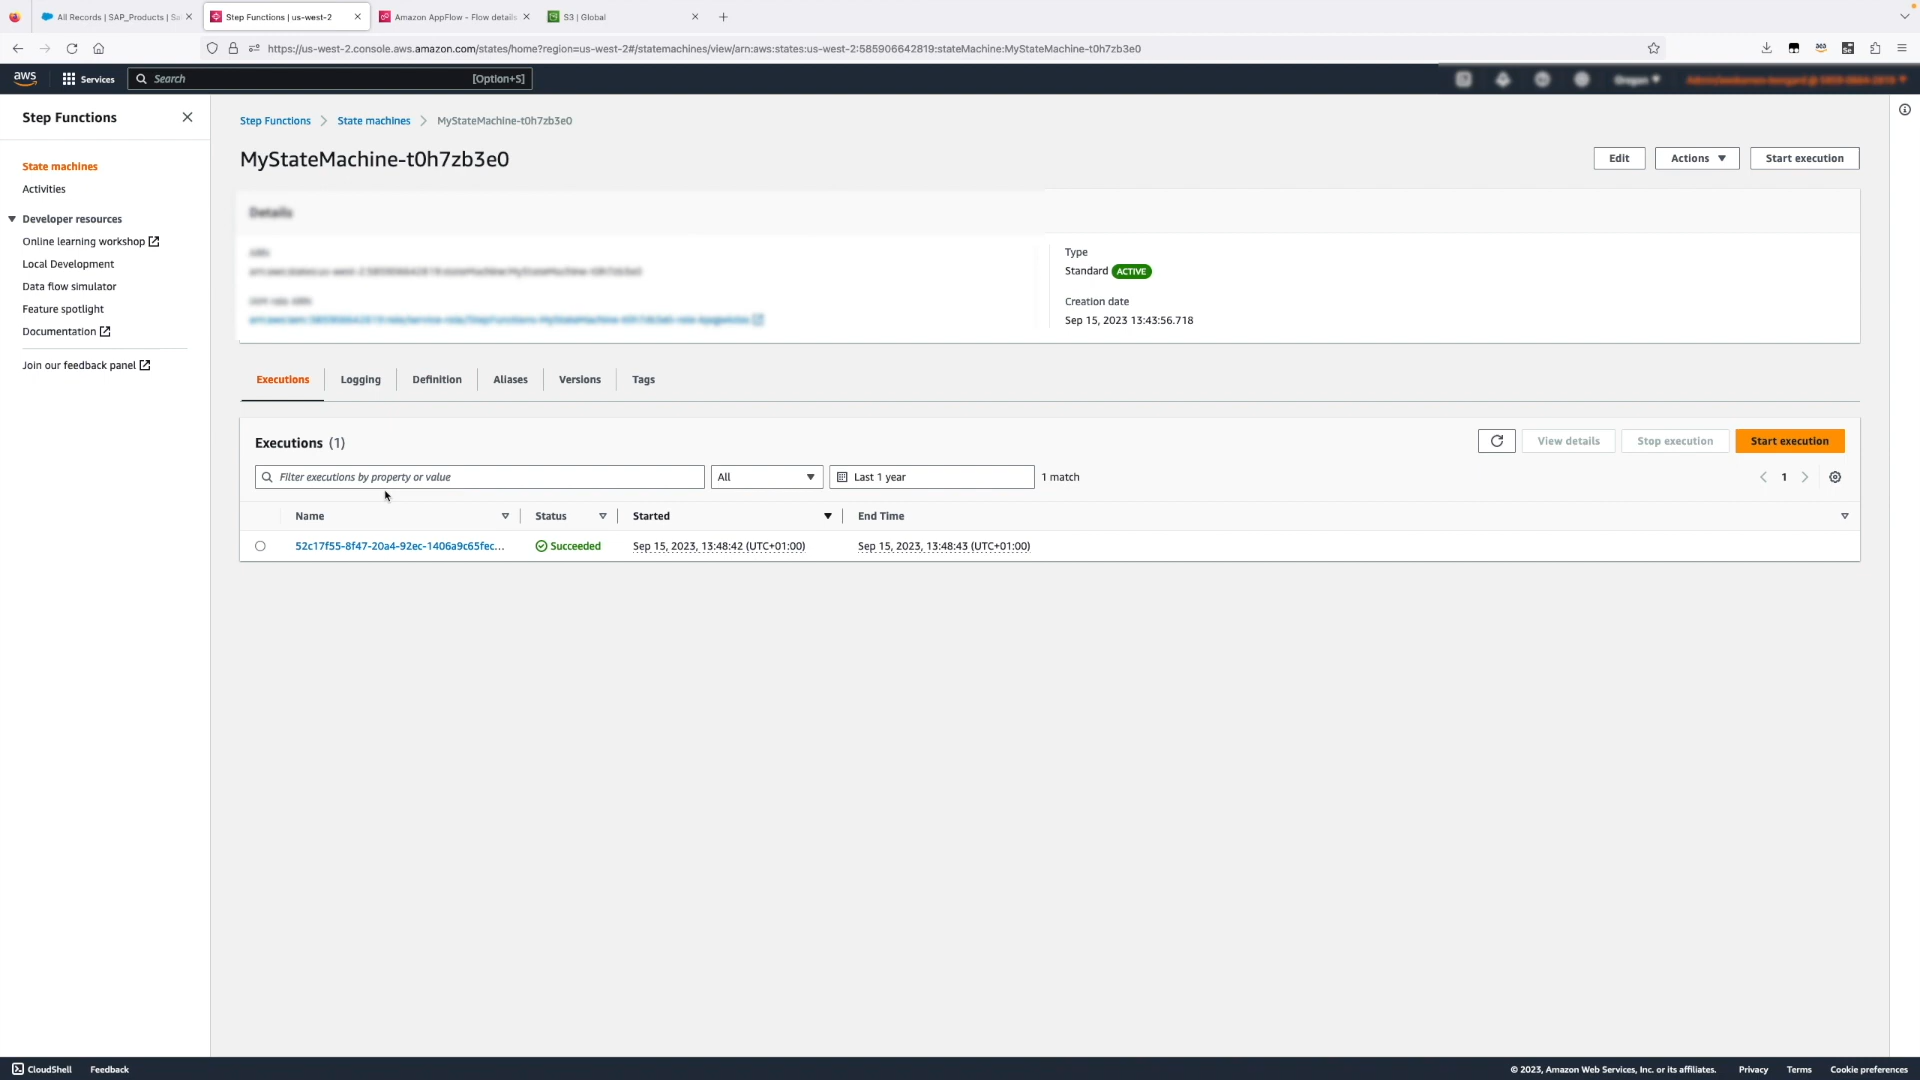 All Records | SAP_Products | Sa
Step Functions | us-west-2
Amazon AppFlow - Flow details
S3 | Global
https://us-west-2.console.aws.amazon.com/states/home?region=us-west-2#/statemachines/view/arn:aws:states:us-west-2:585906642819:stateMachine:MyStateMachine-t0h7zb3e0
aws
Services
Search
[Option+S]
Oregon
Step Functions
State machines
Activities
Developer resources
Online learning workshop
Local Development
Data flow simulator
Feature spotlight
Documentation
Join our feedback panel
Step Functions
State machines
MyStateMachine-t0h7zb3e0
MyStateMachine-t0h7zb3e0
Edit
Actions
Start execution
Details
Type
Standard ACTIVE
Creation date
Sep 15, 2023 13:43:56.718
Executions
Logging
Definition
Aliases
Versions
Tags
Executions (1)
View details
Stop execution
Start execution
Filter executions by property or value
All
Last 1 year
1 match
1
Name
Status
Started
End Time
52c17f55-8f47-20a4-92ec-1406a9c65fec...
Succeeded
Sep 15, 2023, 13:48:42 (UTC+01:00)
Sep 15, 2023, 13:48:43 (UTC+01:00)
CloudShell
Feedback
© 2023, Amazon Web Services, Inc. or its affiliates.
Privacy
Terms
Cookie preferences